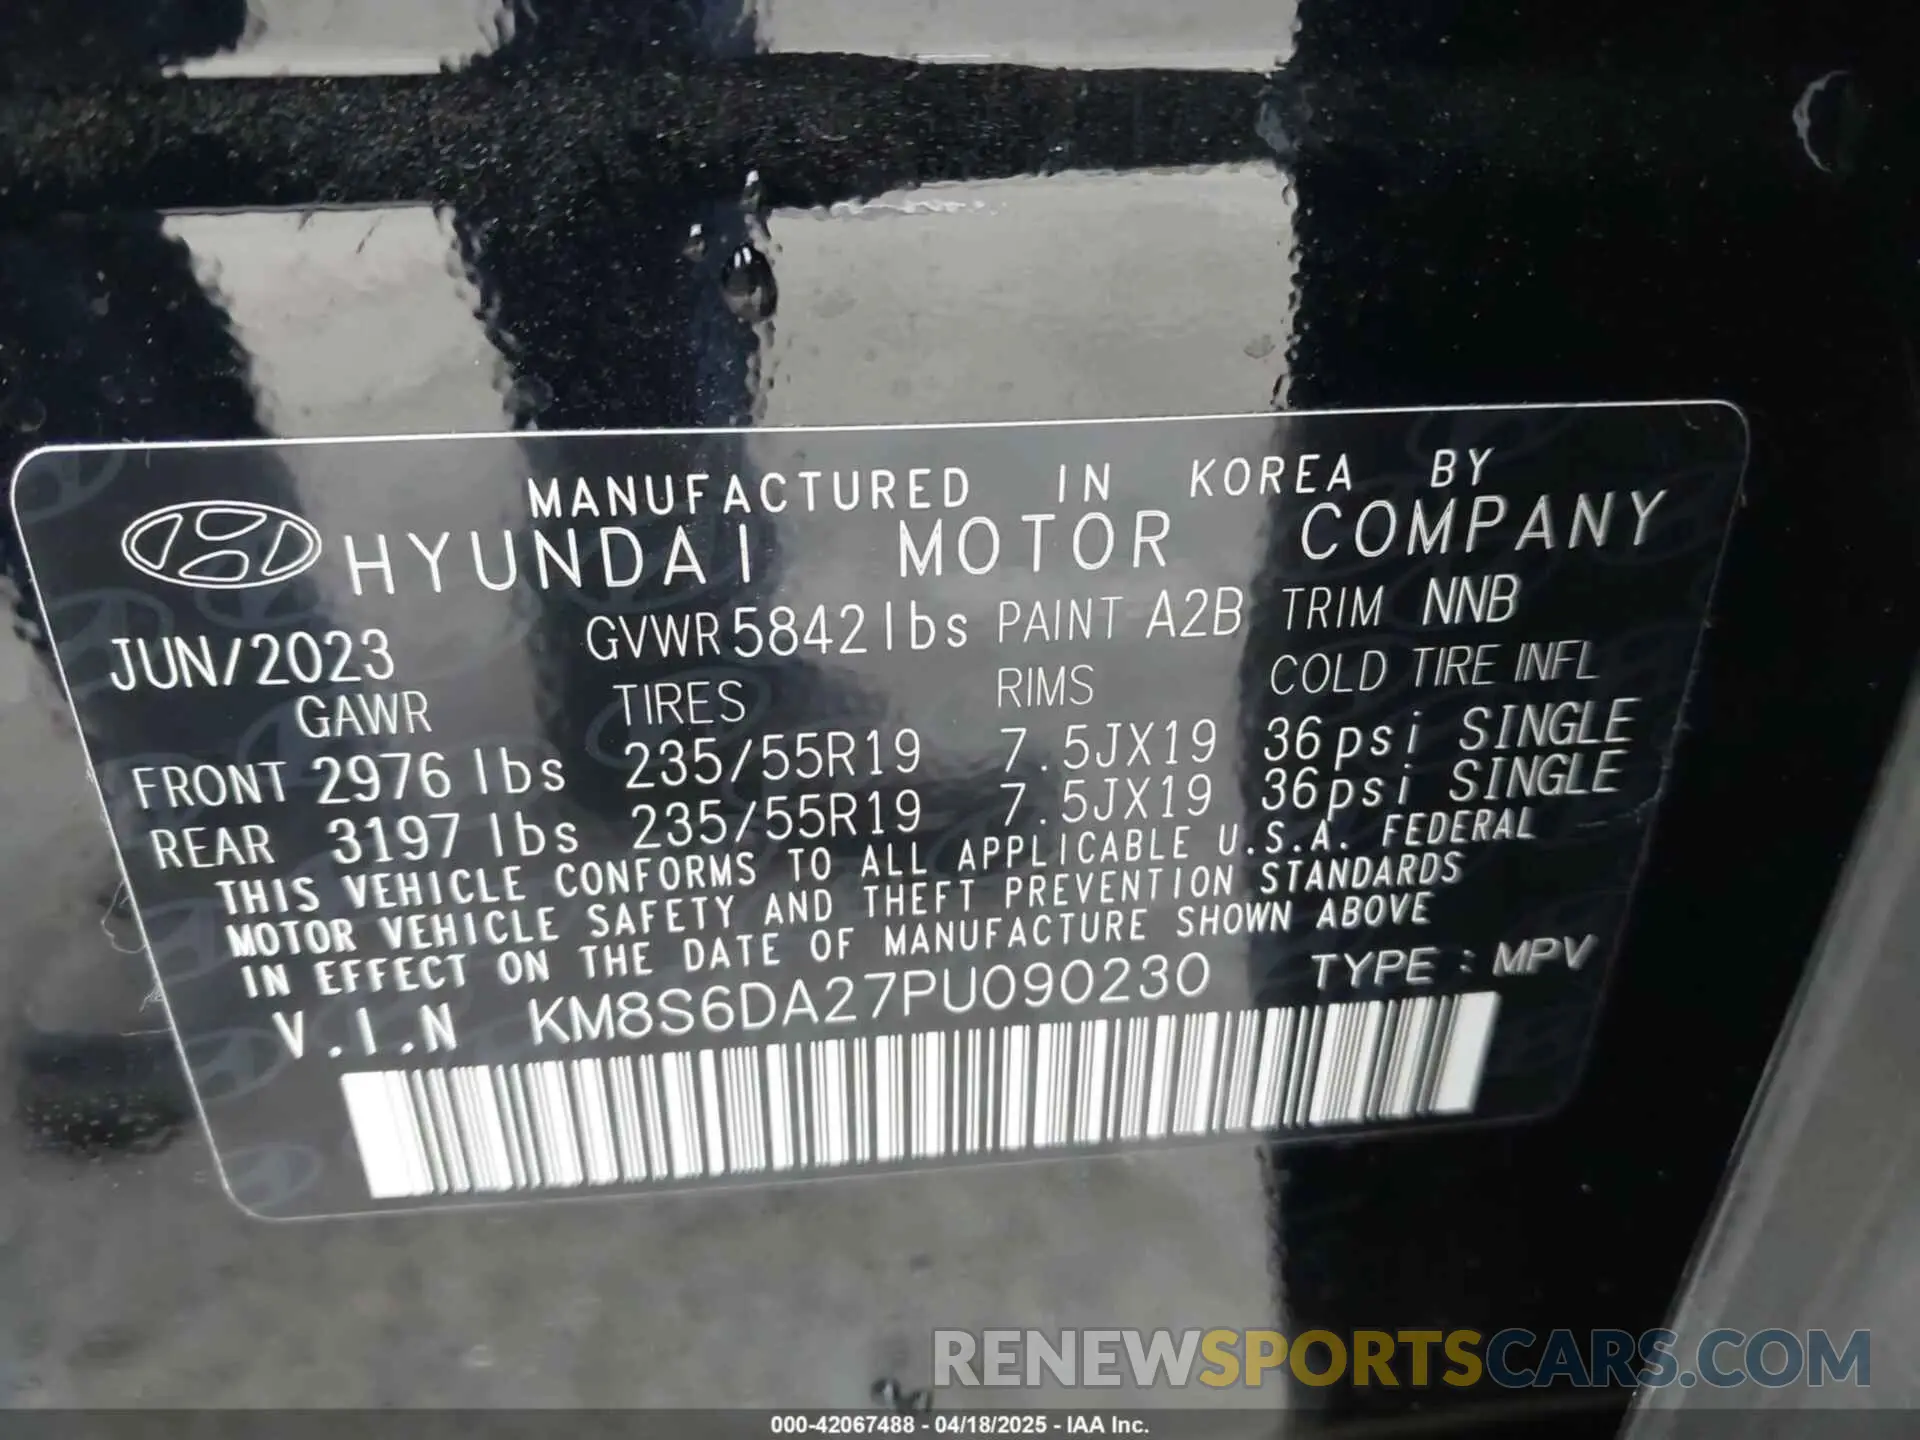 MANUFACTURED IN KOREA BY
HYUNDAI MOTOR COMPANY
JUN/2023 GVWR 5842lbs PAINT A2B TRIM NNB
GAWR TIRES RIMS COLD TIRE INFL
FRONT 2976 lbs 235/55R19 7.5JX19 36psi SINGLE
REAR 3197 lbs 235/55R19 7.5JX19 36psi SINGLE
THIS VEHICLE CONFORMS TO ALL APPLICABLE U.S.A. FEDERAL
MOTOR VEHICLE SAFETY AND THEFT PREVENTION STANDARDS
IN EFFECT ON THE DATE OF MANUFACTURE SHOWN ABOVE
V.I.N KM8S6DA27PU090230 TYPE : MPV
RENEWSPORTSCARS.COM
000-42067488 - 04/18/2025 - IAA Inc.